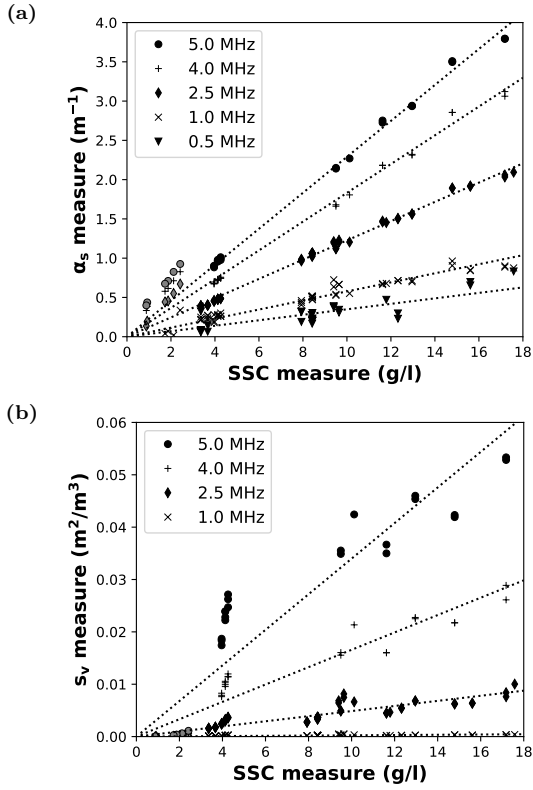 (a)
4.0
3.5
3.0
2.5
2.0
1.5
1.0
0.5
0.0
αs measure (m⁻¹)
5.0 MHz
4.0 MHz
2.5 MHz
1.0 MHz
0.5 MHz
0 2 4 6 8 10 12 14 16 18
SSC measure (g/l)
(b)
0.06
0.05
0.04
0.03
0.02
0.01
0.00
sv measure (m²/m³)
5.0 MHz
4.0 MHz
2.5 MHz
1.0 MHz
0 2 4 6 8 10 12 14 16 18
SSC measure (g/l)